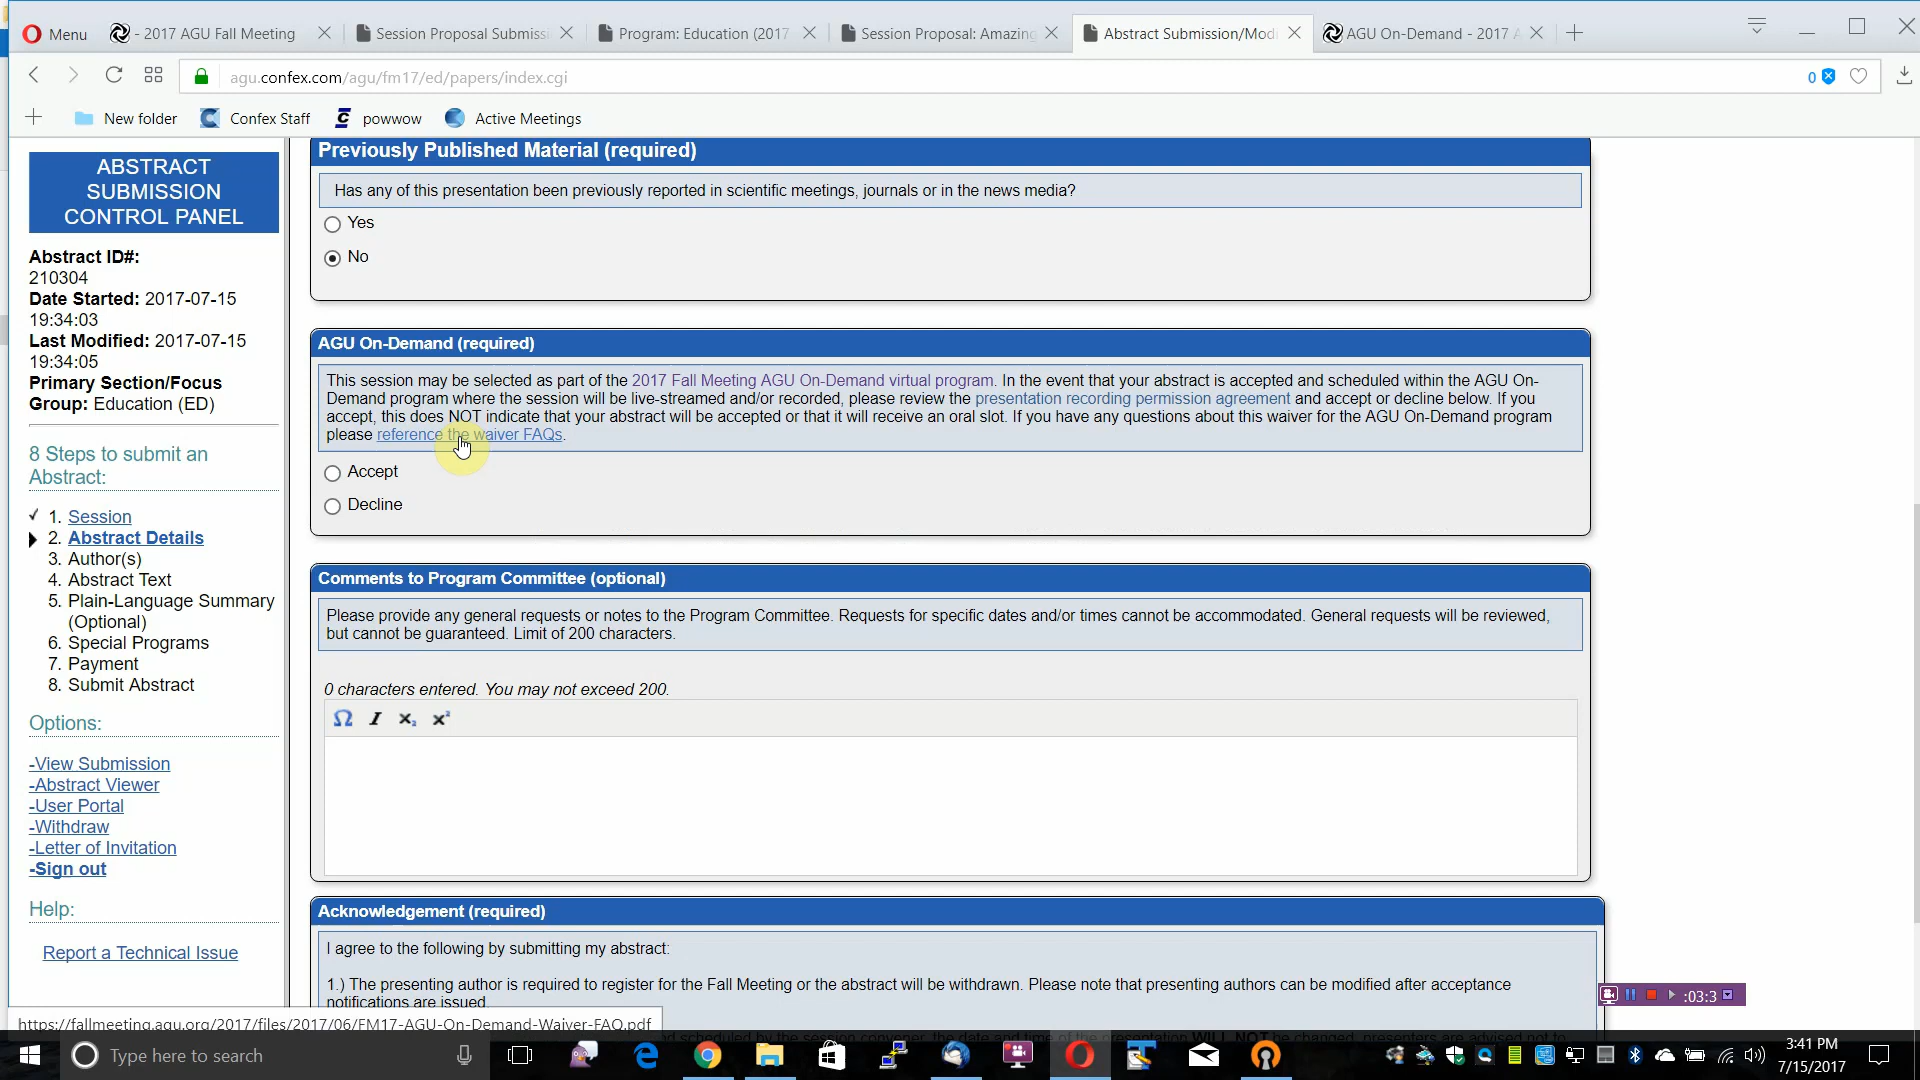 Menu
- 2017 AGU Fall Meeting
Session Proposal Submiss
Program: Education (2017
Session Proposal: Amazing
Abstract Submission/Modi
AGU On-Demand - 2017 A
agu.confex.com/agu/fm17/ed/papers/index.cgi
0
New folder
Confex Staff
powwow
Active Meetings
ABSTRACT
SUBMISSION
CONTROL PANEL
Abstract ID#:
210304
Date Started: 2017-07-15
19:34:03
Last Modified: 2017-07-15
19:34:05
Primary Section/Focus
Group: Education (ED)
8 Steps to submit an
Abstract:
1. Session
2. Abstract Details
3. Author(s)
4. Abstract Text
5. Plain-Language Summary
(Optional)
6. Special Programs
7. Payment
8. Submit Abstract
Options:
-View Submission
-Abstract Viewer
-User Portal
-Withdraw
-Letter of Invitation
-Sign out
Help:
Report a Technical Issue
Previously Published Material (required)
Has any of this presentation been previously reported in scientific meetings, journals or in the news media?
Yes
No
AGU On-Demand (required)
This session may be selected as part of the 2017 Fall Meeting AGU On-Demand virtual program. In the event that your abstract is accepted and scheduled within the AGU On-
Demand program where the session will be live-streamed and/or recorded, please review the presentation recording permission agreement and accept or decline below. If you
accept, this does NOT indicate that your abstract will be accepted or that it will receive an oral slot. If you have any questions about this waiver for the AGU On-Demand program
please reference the waiver FAQs.
Accept
Decline
Comments to Program Committee (optional)
Please provide any general requests or notes to the Program Committee. Requests for specific dates and/or times cannot be accommodated. General requests will be reviewed,
but cannot be guaranteed. Limit of 200 characters.
0 characters entered. You may not exceed 200.
Ω I x₂ x²
Acknowledgement (required)
I agree to the following by submitting my abstract:
1.) The presenting author is required to register for the Fall Meeting or the abstract will be withdrawn. Please note that presenting authors can be modified after acceptance
notifications are issued.
:03:3
https://fallmeeting.agu.org/2017/files/2017/06/FM17-AGU-On-Demand-Waiver-FAQ.pdf
Type here to search
3:41 PM
7/15/2017